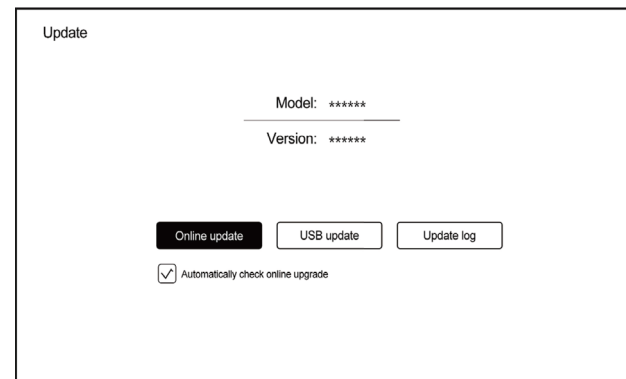 Update
Model: ******
Version: ******
Online update USB update Update log
Automatically check online upgrade